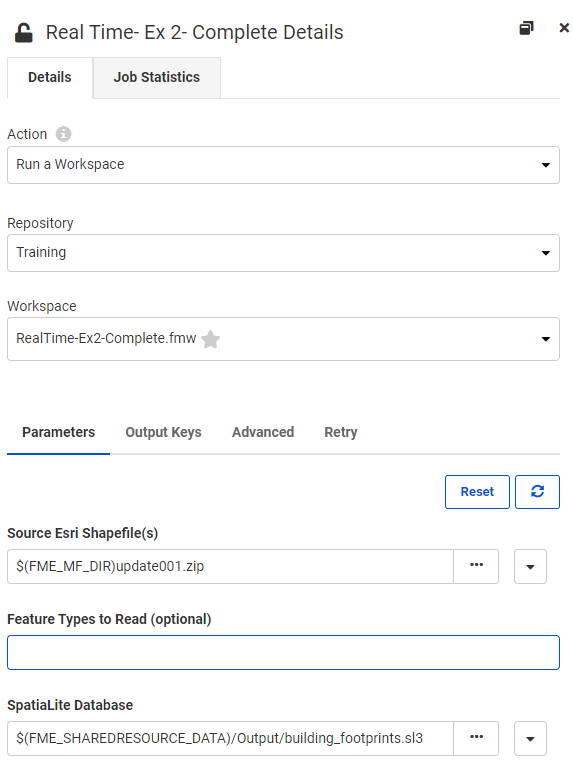 Real Time- Ex 2- Complete Details
Details Job Statistics
Action
Run a Workspace
Repository
Training
Workspace
RealTime-Ex2-Complete.fmw
Parameters Output Keys Advanced Retry
Reset
Source Esri Shapefile(s)
$(FME_MF_DIR)update001.zip
Feature Types to Read (optional)
SpatiaLite Database
$(FME_SHAREDRESOURCE_DATA)/Output/building_footprints.sl3